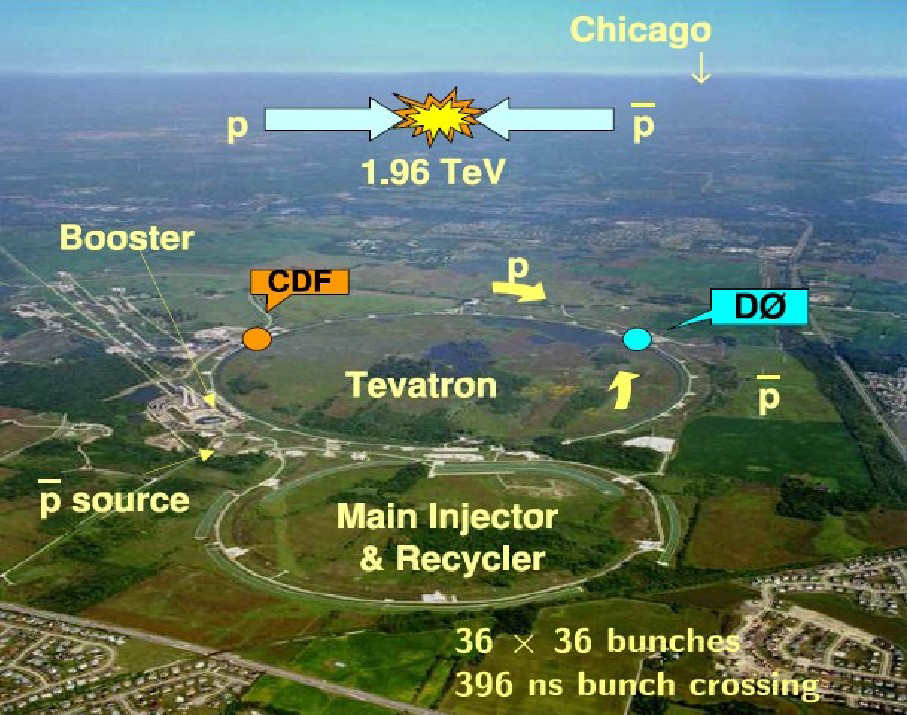 Chicago
↓
p
p̅
1.96 TeV
Booster
CDF
p
DØ
Tevatron
p̅
p̅ source
Main Injector
& Recycler
36 × 36 bunches
396 ns bunch crossing